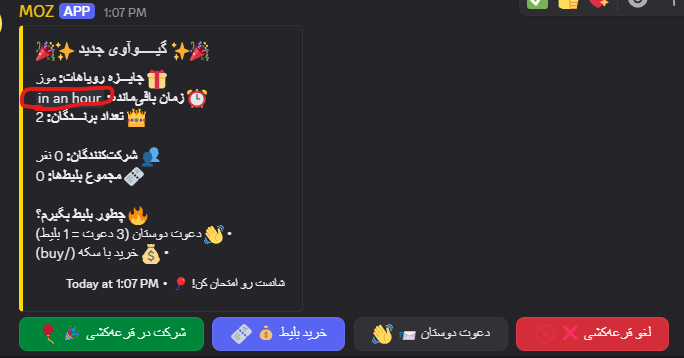 MOZ APP 1:07 PM
🎉✨ گیـــوآوی جدید ✨🎉
🎁 جایـــزه رویاهات: موز
⏰ زمان باقی‌مانده: in an hour
👑 تعداد برنـــدگان: 2
👥 شرکت‌کنندگان: 0 نفر
🎟️ مجموع بلیط‌ها: 0
🔥 چطور بلیط بگیرم؟
• 👋 دعوت دوستان (3 دعوت = 1 بلیط)
• 💰 خرید با سکه (/buy)
شانست رو امتحان کن! 🎈 • Today at 1:07 PM
شرکت در قرعه‌کشی 🎉
خرید بلیط 💰 🎟️
دعوت دوستان 📨 👋
لغو قرعه‌کشی ❌ 🚫